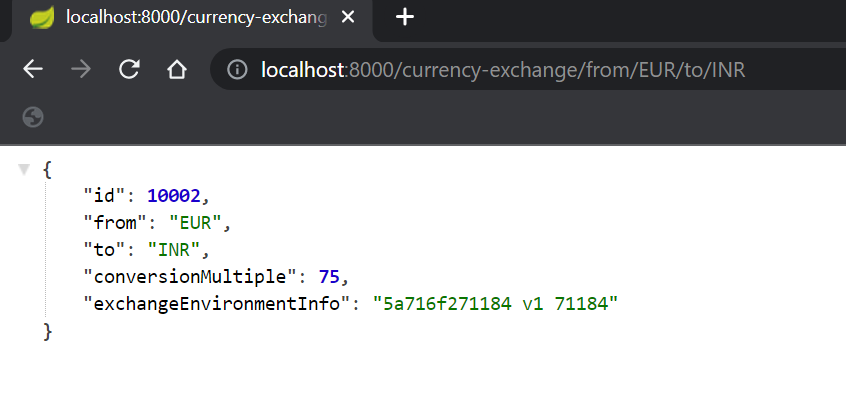 localhost:8000/currency-exchang
localhost:8000/currency-exchange/from/EUR/to/INR
{
"id": 10002,
"from": "EUR",
"to": "INR",
"conversionMultiple": 75,
"exchangeEnvironmentInfo": "5a716f271184 v1 71184"
}